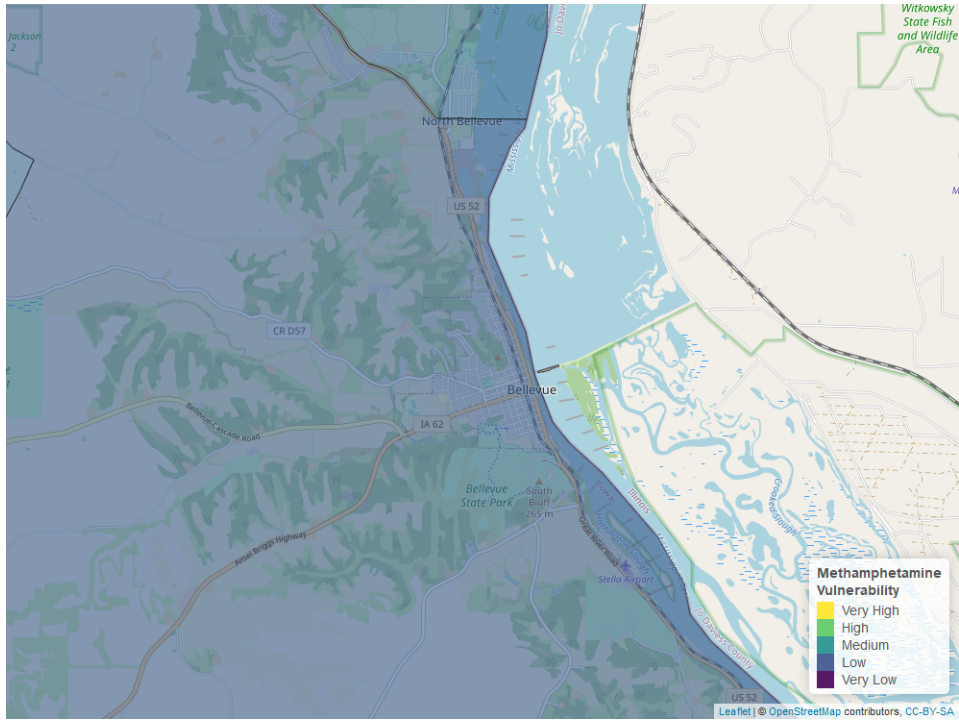 Jackson
2
Witkowsky
State Fish
and Wildlife
Area
North Bellevue
US 52
CR D57
Bellevue
IA 62
Bellevue-Cascade Road
Bellevue
State Park
South
Bluff
265 m
Iowa
Illinois
Crooked Slough
Ansel Briggs Highway
Great River Road
Stella Airport
Jo Daviess County
US 52
Methamphetamine
Vulnerability
Very High
High
Medium
Low
Very Low
Leaflet | © OpenStreetMap contributors, CC-BY-SA